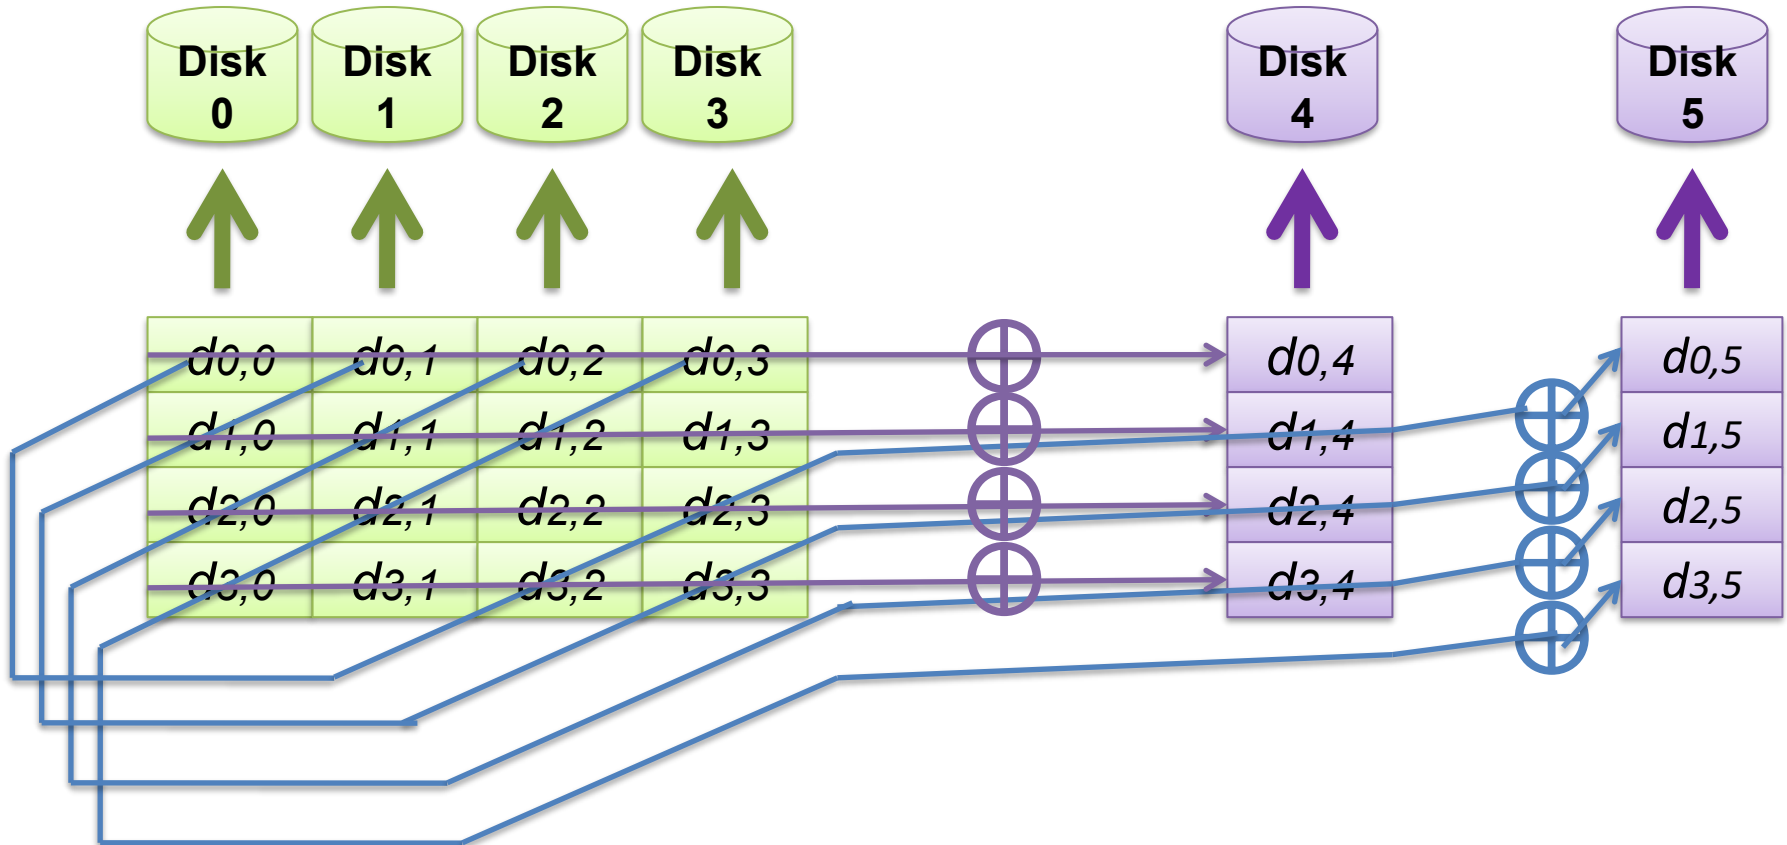 Disk Disk Disk Disk Disk Disk
0 1 2 3 4 5
d0,0 d0,1 d0,2 d0,3 d0,4 d0,5
d1,0 d1,1 d1,2 d1,3 d1,4 d1,5
d2,0 d2,1 d2,2 d2,3 d2,4 d2,5
d3,0 d3,1 d3,2 d3,3 d3,4 d3,5